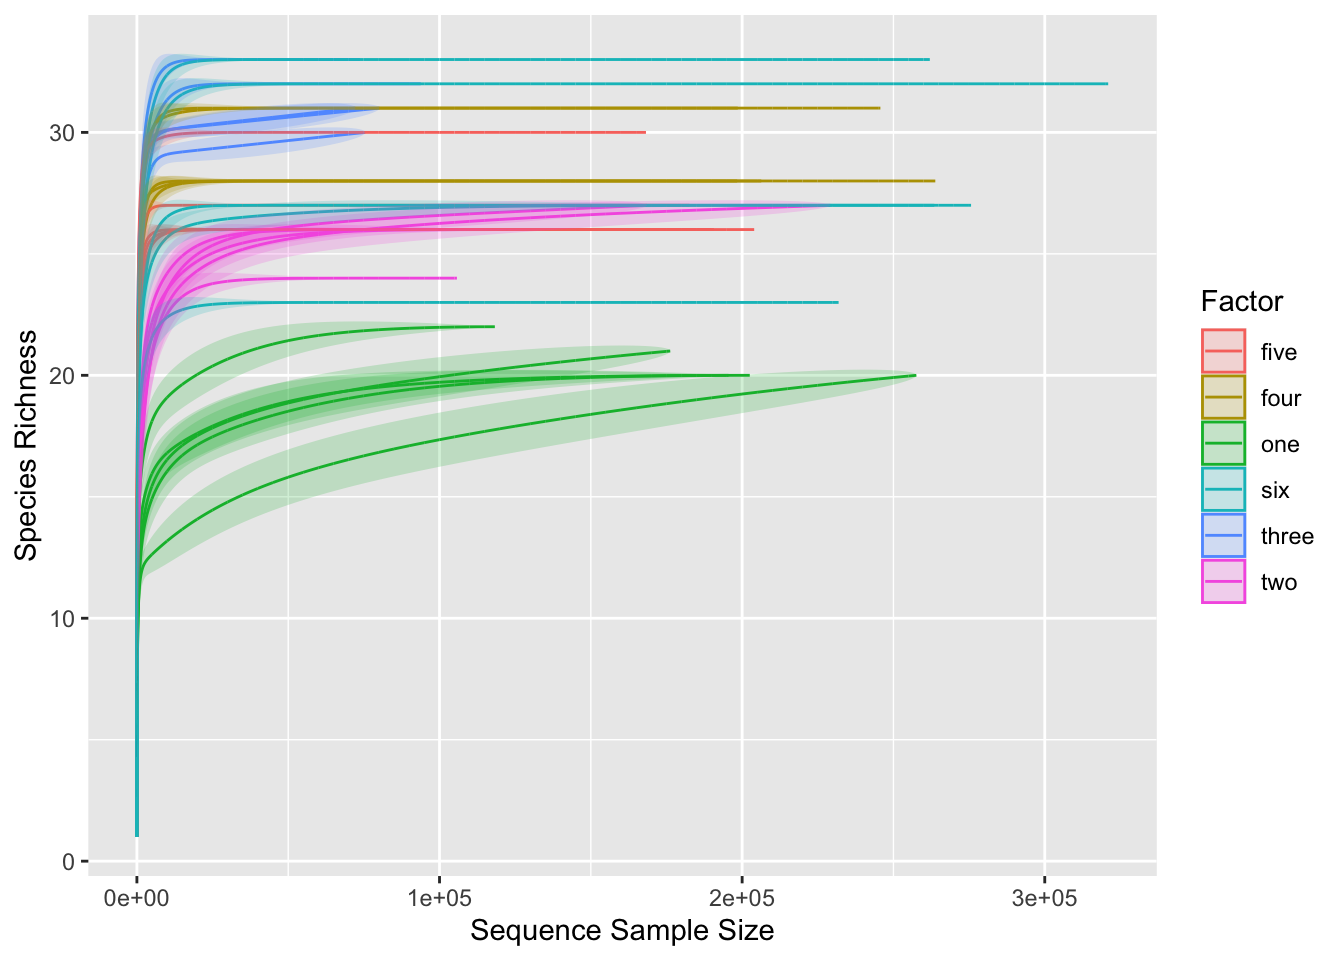 30
20
10
0
Species Richness
0e+00
1e+05
2e+05
3e+05
Sequence Sample Size
Factor
five
four
one
six
three
two